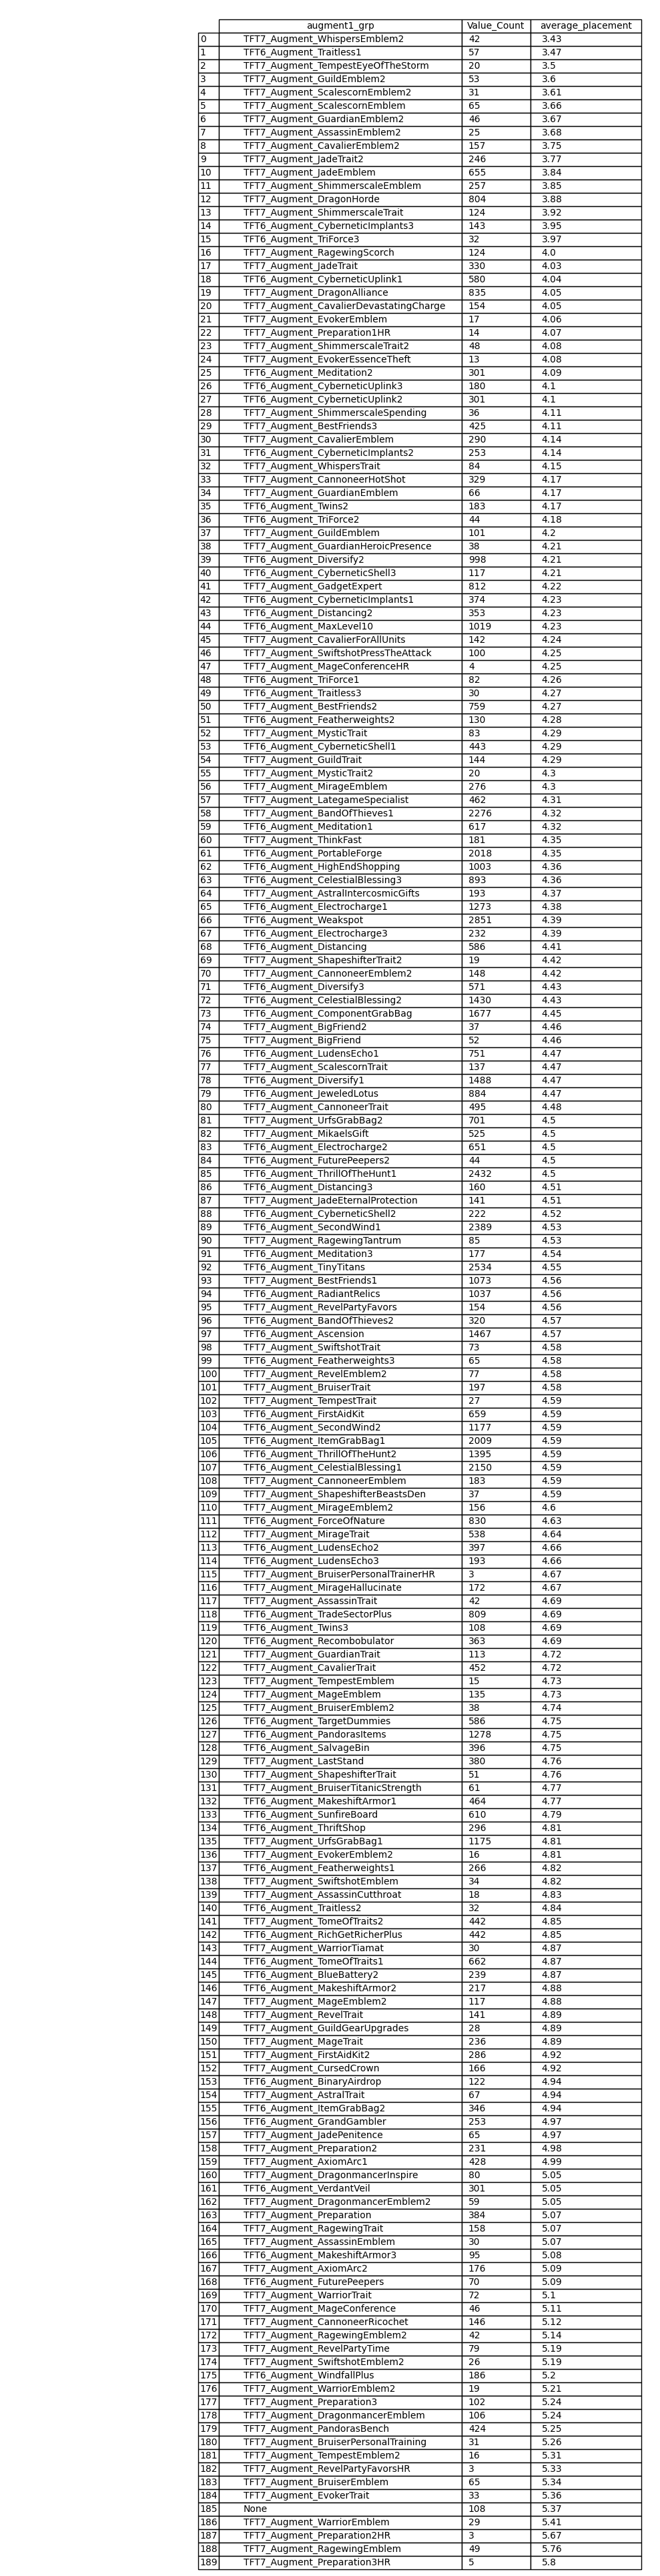 augment1_grp Value_Count average_placement
0 TFT7_Augment_WhispersEmblem2 42 3.43
1 TFT6_Augment_Traitless1 57 3.47
2 TFT7_Augment_TempestEyeOfTheStorm 20 3.5
3 TFT7_Augment_GuildEmblem2 53 3.6
4 TFT7_Augment_ScalescornEmblem2 31 3.61
5 TFT7_Augment_ScalescornEmblem 65 3.66
6 TFT7_Augment_GuardianEmblem2 46 3.67
7 TFT7_Augment_AssassinEmblem2 25 3.68
8 TFT7_Augment_CavalierEmblem2 157 3.75
9 TFT7_Augment_JadeTrait2 246 3.77
10 TFT7_Augment_JadeEmblem 655 3.84
11 TFT7_Augment_ShimmerscaleEmblem 257 3.85
12 TFT7_Augment_DragonHorde 804 3.88
13 TFT7_Augment_ShimmerscaleTrait 124 3.92
14 TFT6_Augment_CyberneticImplants3 143 3.95
15 TFT6_Augment_TriForce3 32 3.97
16 TFT7_Augment_RagewingScorch 124 4.0
17 TFT7_Augment_JadeTrait 330 4.03
18 TFT6_Augment_CyberneticUplink1 580 4.04
19 TFT7_Augment_DragonAlliance 835 4.05
20 TFT7_Augment_CavalierDevastatingCharge 154 4.05
21 TFT7_Augment_EvokerEmblem 17 4.06
22 TFT7_Augment_Preparation1HR 14 4.07
23 TFT7_Augment_ShimmerscaleTrait2 48 4.08
24 TFT7_Augment_EvokerEssenceTheft 13 4.08
25 TFT6_Augment_Meditation2 301 4.09
26 TFT6_Augment_CyberneticUplink3 180 4.1
27 TFT6_Augment_CyberneticUplink2 301 4.1
28 TFT7_Augment_ShimmerscaleSpending 36 4.11
29 TFT7_Augment_BestFriends3 425 4.11
30 TFT7_Augment_CavalierEmblem 290 4.14
31 TFT6_Augment_CyberneticImplants2 253 4.14
32 TFT7_Augment_WhispersTrait 84 4.15
33 TFT7_Augment_CannoneerHotShot 329 4.17
34 TFT7_Augment_GuardianEmblem 66 4.17
35 TFT6_Augment_Twins2 183 4.17
36 TFT6_Augment_TriForce2 44 4.18
37 TFT7_Augment_GuildEmblem 101 4.2
38 TFT7_Augment_GuardianHeroicPresence 38 4.21
39 TFT6_Augment_Diversify2 998 4.21
40 TFT6_Augment_CyberneticShell3 117 4.21
41 TFT7_Augment_GadgetExpert 812 4.22
42 TFT6_Augment_CyberneticImplants1 374 4.23
43 TFT6_Augment_Distancing2 353 4.23
44 TFT6_Augment_MaxLevel10 1019 4.23
45 TFT7_Augment_CavalierForAllUnits 142 4.24
46 TFT7_Augment_SwiftshotPressTheAttack 100 4.25
47 TFT7_Augment_MageConferenceHR 4 4.25
48 TFT6_Augment_TriForce1 82 4.26
49 TFT6_Augment_Traitless3 30 4.27
50 TFT7_Augment_BestFriends2 759 4.27
51 TFT6_Augment_Featherweights2 130 4.28
52 TFT7_Augment_MysticTrait 83 4.29
53 TFT6_Augment_CyberneticShell1 443 4.29
54 TFT7_Augment_GuildTrait 144 4.29
55 TFT7_Augment_MysticTrait2 20 4.3
56 TFT7_Augment_MirageEmblem 276 4.3
57 TFT7_Augment_LategameSpecialist 462 4.31
58 TFT7_Augment_BandOfThieves1 2276 4.32
59 TFT6_Augment_Meditation1 617 4.32
60 TFT7_Augment_ThinkFast 181 4.35
61 TFT6_Augment_PortableForge 2018 4.35
62 TFT6_Augment_HighEndShopping 1003 4.36
63 TFT6_Augment_CelestialBlessing3 893 4.36
64 TFT7_Augment_AstralIntercosmicGifts 193 4.37
65 TFT6_Augment_Electrocharge1 1273 4.38
66 TFT6_Augment_Weakspot 2851 4.39
67 TFT6_Augment_Electrocharge3 232 4.39
68 TFT6_Augment_Distancing 586 4.41
69 TFT7_Augment_ShapeshifterTrait2 19 4.42
70 TFT7_Augment_CannoneerEmblem2 148 4.42
71 TFT6_Augment_Diversify3 571 4.43
72 TFT6_Augment_CelestialBlessing2 1430 4.43
73 TFT6_Augment_ComponentGrabBag 1677 4.45
74 TFT7_Augment_BigFriend2 37 4.46
75 TFT7_Augment_BigFriend 52 4.46
76 TFT6_Augment_LudensEcho1 751 4.47
77 TFT7_Augment_ScalescornTrait 137 4.47
78 TFT6_Augment_Diversify1 1488 4.47
79 TFT6_Augment_JeweledLotus 884 4.47
80 TFT7_Augment_CannoneerTrait 495 4.48
81 TFT7_Augment_UrfsGrabBag2 701 4.5
82 TFT7_Augment_MikaelsGift 525 4.5
83 TFT6_Augment_Electrocharge2 651 4.5
84 TFT7_Augment_FuturePeepers2 44 4.5
85 TFT6_Augment_ThrillOfTheHunt1 2432 4.5
86 TFT6_Augment_Distancing3 160 4.51
87 TFT7_Augment_JadeEternalProtection 141 4.51
88 TFT6_Augment_CyberneticShell2 222 4.52
89 TFT6_Augment_SecondWind1 2389 4.53
90 TFT7_Augment_RagewingTantrum 85 4.53
91 TFT6_Augment_Meditation3 177 4.54
92 TFT6_Augment_TinyTitans 2534 4.55
93 TFT7_Augment_BestFriends1 1073 4.56
94 TFT6_Augment_RadiantRelics 1037 4.56
95 TFT7_Augment_RevelPartyFavors 154 4.56
96 TFT6_Augment_BandOfThieves2 320 4.57
97 TFT6_Augment_Ascension 1467 4.57
98 TFT7_Augment_SwiftshotTrait 73 4.58
99 TFT6_Augment_Featherweights3 65 4.58
100 TFT7_Augment_RevelEmblem2 77 4.58
101 TFT7_Augment_BruiserTrait 197 4.58
102 TFT7_Augment_TempestTrait 27 4.59
103 TFT6_Augment_FirstAidKit 659 4.59
104 TFT6_Augment_SecondWind2 1177 4.59
105 TFT6_Augment_ItemGrabBag1 2009 4.59
106 TFT6_Augment_ThrillOfTheHunt2 1395 4.59
107 TFT6_Augment_CelestialBlessing1 2150 4.59
108 TFT7_Augment_CannoneerEmblem 183 4.59
109 TFT7_Augment_ShapeshifterBeastsDen 37 4.59
110 TFT7_Augment_MirageEmblem2 156 4.6
111 TFT6_Augment_ForceOfNature 830 4.63
112 TFT7_Augment_MirageTrait 538 4.64
113 TFT6_Augment_LudensEcho2 397 4.66
114 TFT6_Augment_LudensEcho3 193 4.66
115 TFT7_Augment_BruiserPersonalTrainerHR 3 4.67
116 TFT7_Augment_MirageHallucinate 172 4.67
117 TFT7_Augment_AssassinTrait 42 4.69
118 TFT6_Augment_TradeSectorPlus 809 4.69
119 TFT6_Augment_Twins3 108 4.69
120 TFT6_Augment_Recombobulator 363 4.69
121 TFT7_Augment_GuardianTrait 113 4.72
122 TFT7_Augment_CavalierTrait 452 4.72
123 TFT7_Augment_TempestEmblem 15 4.73
124 TFT7_Augment_MageEmblem 135 4.73
125 TFT7_Augment_BruiserEmblem2 38 4.74
126 TFT6_Augment_TargetDummies 586 4.75
127 TFT6_Augment_PandorasItems 1278 4.75
128 TFT6_Augment_SalvageBin 396 4.75
129 TFT7_Augment_LastStand 380 4.76
130 TFT7_Augment_ShapeshifterTrait 51 4.76
131 TFT7_Augment_BruiserTitanicStrength 61 4.77
132 TFT6_Augment_MakeshiftArmor1 464 4.77
133 TFT6_Augment_SunfireBoard 610 4.79
134 TFT6_Augment_ThriftShop 296 4.81
135 TFT7_Augment_UrfsGrabBag1 1175 4.81
136 TFT7_Augment_EvokerEmblem2 16 4.81
137 TFT6_Augment_Featherweights1 266 4.82
138 TFT7_Augment_SwiftshotEmblem 34 4.82
139 TFT7_Augment_AssassinCutthroat 18 4.83
140 TFT6_Augment_Traitless2 32 4.84
141 TFT7_Augment_TomeOfTraits2 442 4.85
142 TFT6_Augment_RichGetRicherPlus 442 4.85
143 TFT7_Augment_WarriorTiamat 30 4.87
144 TFT6_Augment_TomeOfTraits1 662 4.87
145 TFT6_Augment_BlueBattery2 239 4.87
146 TFT6_Augment_MakeshiftArmor2 217 4.88
147 TFT7_Augment_MageEmblem2 117 4.88
148 TFT7_Augment_RevelTrait 141 4.89
149 TFT7_Augment_GuildGearUpgrades 28 4.89
150 TFT7_Augment_MageTrait 236 4.89
151 TFT7_Augment_FirstAidKit2 286 4.92
152 TFT7_Augment_CursedCrown 166 4.92
153 TFT6_Augment_BinaryAirdrop 122 4.94
154 TFT7_Augment_AstralTrait 67 4.94
155 TFT6_Augment_ItemGrabBag2 346 4.94
156 TFT6_Augment_GrandGambler 253 4.97
157 TFT7_Augment_JadePenitence 65 4.97
158 TFT7_Augment_Preparation2 231 4.98
159 TFT7_Augment_AxiomArc1 428 4.99
160 TFT7_Augment_DragonmancerInspire 80 5.05
161 TFT6_Augment_VerdantVeil 301 5.05
162 TFT7_Augment_DragonmancerEmblem2 59 5.05
163 TFT7_Augment_Preparation 384 5.07
164 TFT7_Augment_RagewingTrait 158 5.07
165 TFT7_Augment_AssassinEmblem 30 5.07
166 TFT6_Augment_MakeshiftArmor3 95 5.08
167 TFT7_Augment_AxiomArc2 176 5.09
168 TFT6_Augment_FuturePeepers 70 5.09
169 TFT7_Augment_WarriorTrait 72 5.1
170 TFT7_Augment_MageConference 46 5.11
171 TFT7_Augment_CannoneerRicochet 146 5.12
172 TFT7_Augment_RagewingEmblem2 42 5.14
173 TFT7_Augment_RevelPartyTime 79 5.19
174 TFT7_Augment_SwiftshotEmblem2 26 5.19
175 TFT6_Augment_WindfallPlus 186 5.2
176 TFT7_Augment_WarriorEmblem2 19 5.21
177 TFT7_Augment_Preparation3 102 5.24
178 TFT7_Augment_DragonmancerEmblem 106 5.24
179 TFT7_Augment_PandorasBench 424 5.25
180 TFT7_Augment_BruiserPersonalTraining 31 5.26
181 TFT7_Augment_TempestEmblem2 16 5.31
182 TFT7_Augment_RevelPartyFavorsHR 3 5.33
183 TFT7_Augment_BruiserEmblem 65 5.34
184 TFT7_Augment_EvokerTrait 33 5.36
185 None 108 5.37
186 TFT7_Augment_WarriorEmblem 29 5.41
187 TFT7_Augment_Preparation2HR 3 5.67
188 TFT7_Augment_RagewingEmblem 49 5.76
189 TFT7_Augment_Preparation3HR 5 5.8